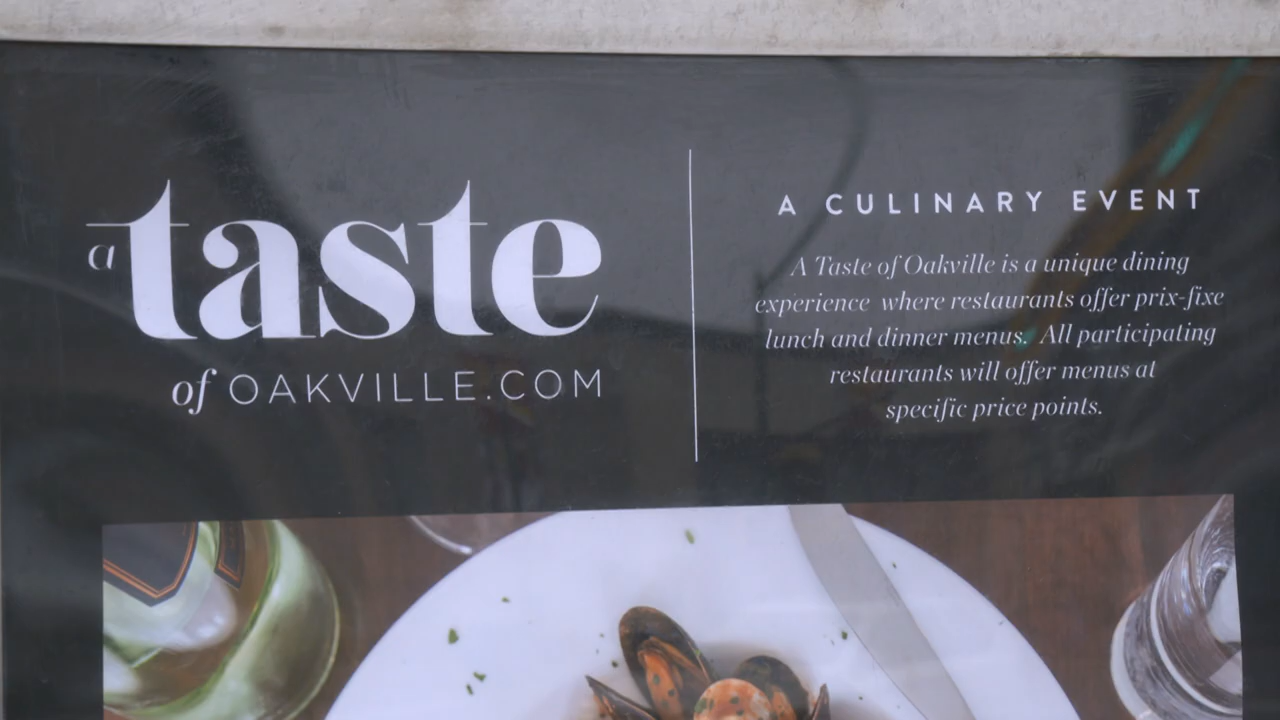 a taste
of OAKVILLE.COM
A CULINARY EVENT
A Taste of Oakville is a unique dining
experience where restaurants offer prix-fixe
lunch and dinner menus. All participating
restaurants will offer menus at
specific price points.